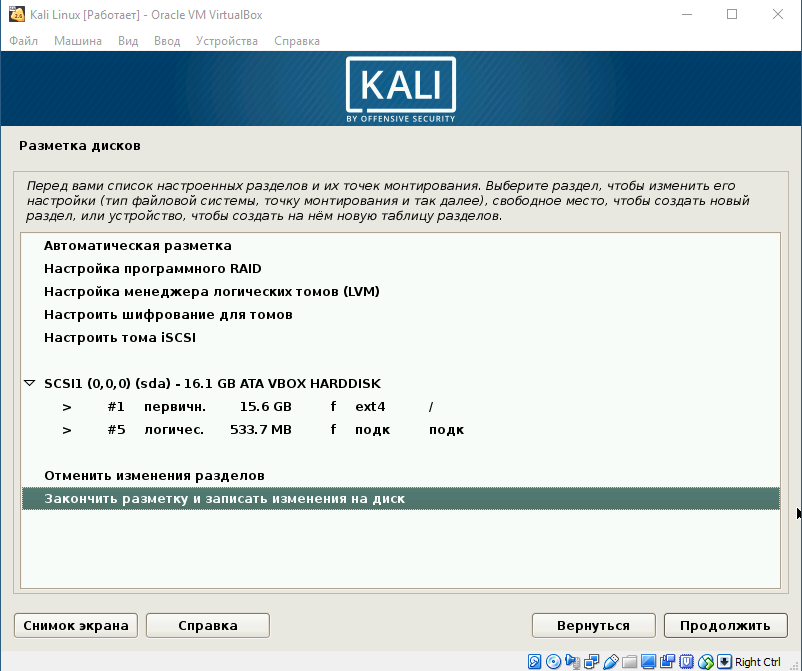 Kali Linux [Работает] - Oracle VM VirtualBox
Файл Машина Вид Ввод Устройства Справка
KALI
BY OFFENSIVE SECURITY
Разметка дисков
Перед вами список настроенных разделов и их точек монтирования. Выберите раздел, чтобы изменить его
настройки (тип файловой системы, точку монтирования и так далее), свободное место, чтобы создать новый
раздел, или устройство, чтобы создать на нём новую таблицу разделов.
Автоматическая разметка
Настройка программного RAID
Настройка менеджера логических томов (LVM)
Настроить шифрование для томов
Настроить тома iSCSI
SCSI1 (0,0,0) (sda) - 16.1 GB ATA VBOX HARDDISK
> #1 первичн. 15.6 GB f ext4 /
> #5 логичес. 533.7 MB f подк подк
Отменить изменения разделов
Закончить разметку и записать изменения на диск
Снимок экрана Справка Вернуться Продолжить
Right Ctrl